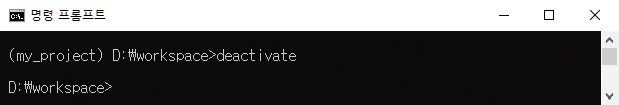 명령 프롬프트
(my_project) D:₩workspace>deactivate
D:₩workspace>